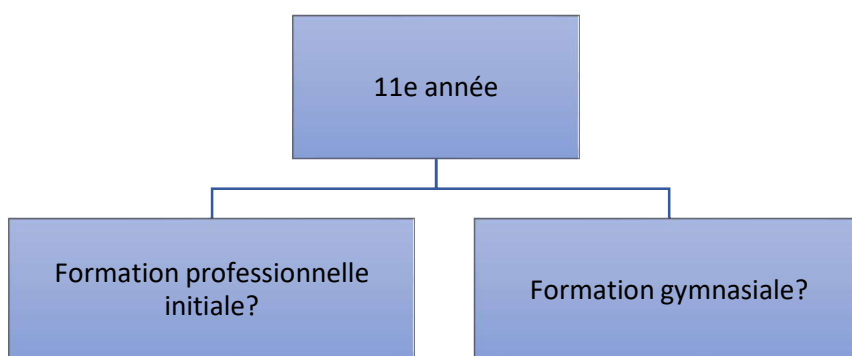 11e année
Formation professionnelle
initiale?
Formation gymnasiale?